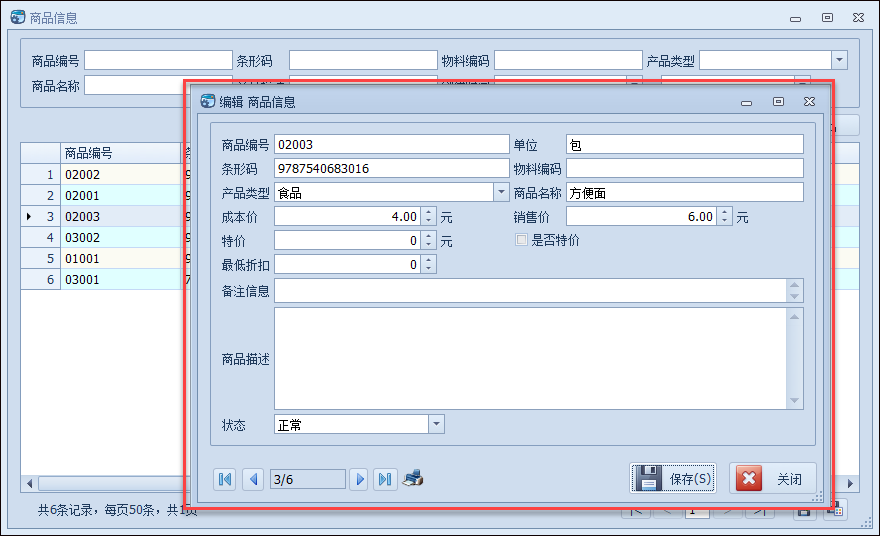 商品信息
商品编号 条形码 物料编码 产品类型
商品名称
编辑 商品信息
商品编号 02003 单位 包
条形码 9787540683016 物料编码
产品类型 食品 商品名称 方便面
成本价 4.00 元 销售价 6.00 元
特价 0 元 是否特价
最低折扣 0
备注信息
商品描述
状态 正常
3/6 保存(S) 关闭
商品编号
1 02002
2 02001
3 02003
4 03002
5 01001
6 03001
共6条记录，每页50条，共1页
1